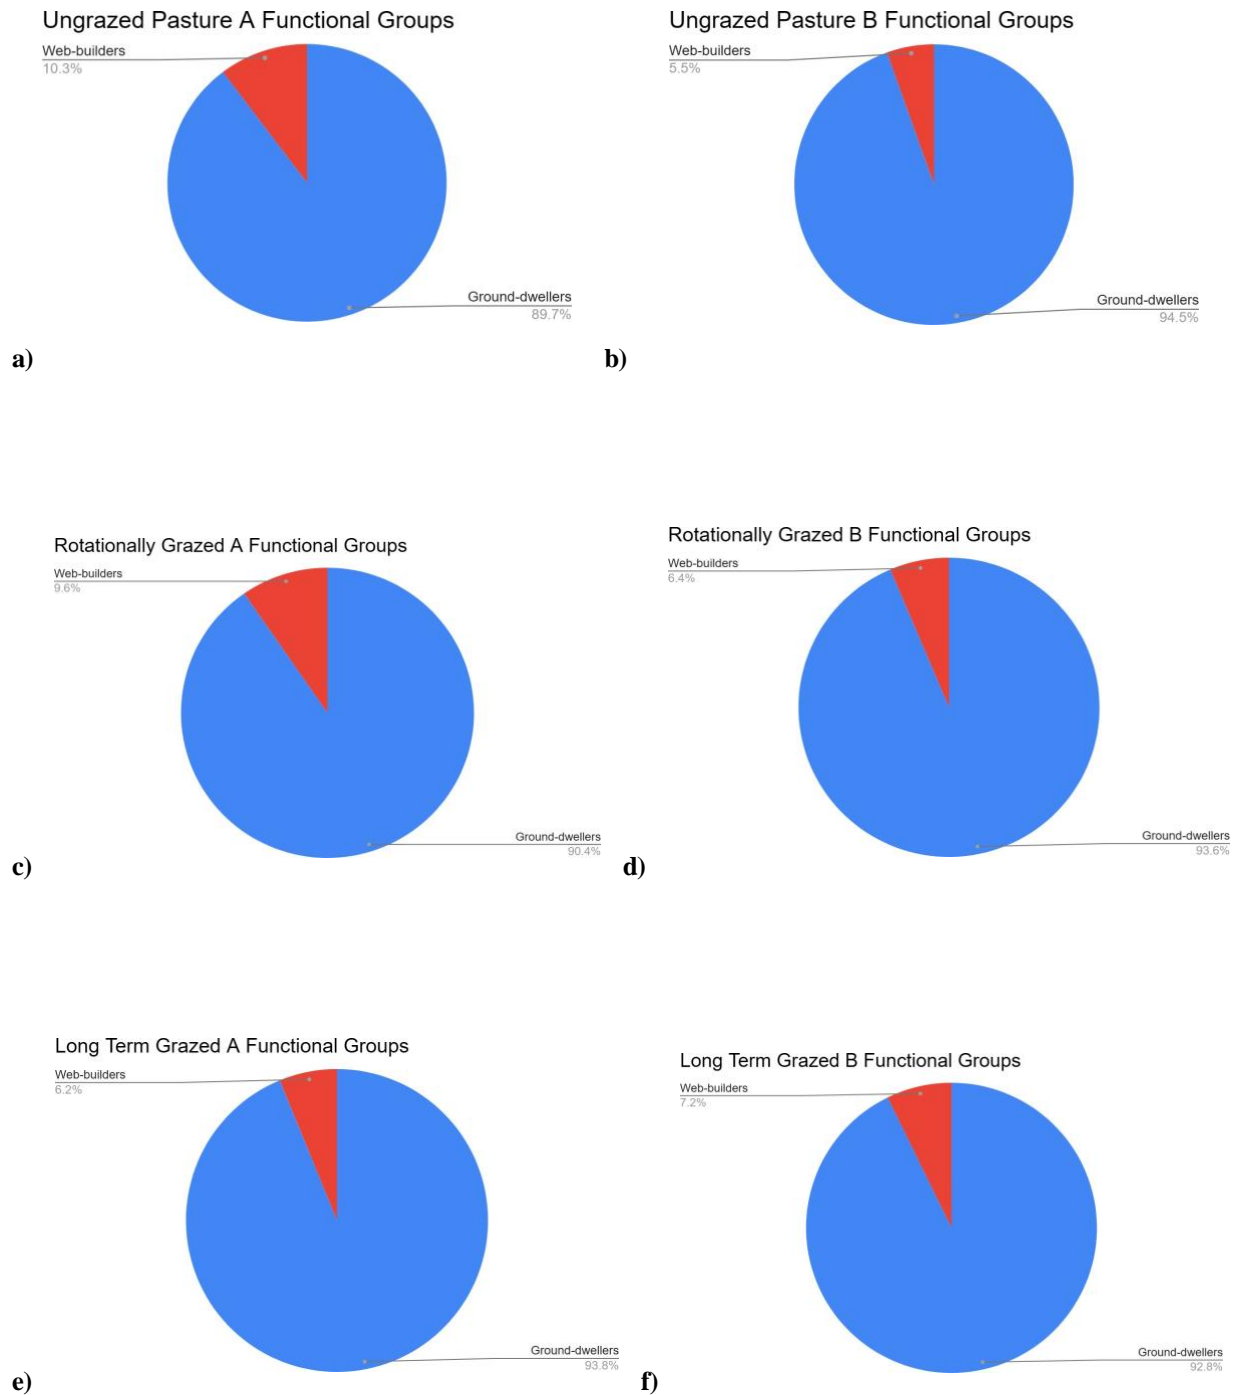 Ungrazed Pasture A Functional Groups
Web-builders
10.3%
Ground-dwellers
89.7%
a)
Ungrazed Pasture B Functional Groups
Web-builders
5.5%
Ground-dwellers
94.5%
b)
Rotationally Grazed A Functional Groups
Web-builders
9.6%
Ground-dwellers
90.4%
c)
Rotationally Grazed B Functional Groups
Web-builders
6.4%
Ground-dwellers
93.6%
d)
Long Term Grazed A Functional Groups
Web-builders
6.2%
Ground-dwellers
93.8%
e)
Long Term Grazed B Functional Groups
Web-builders
7.2%
Ground-dwellers
92.8%
f)